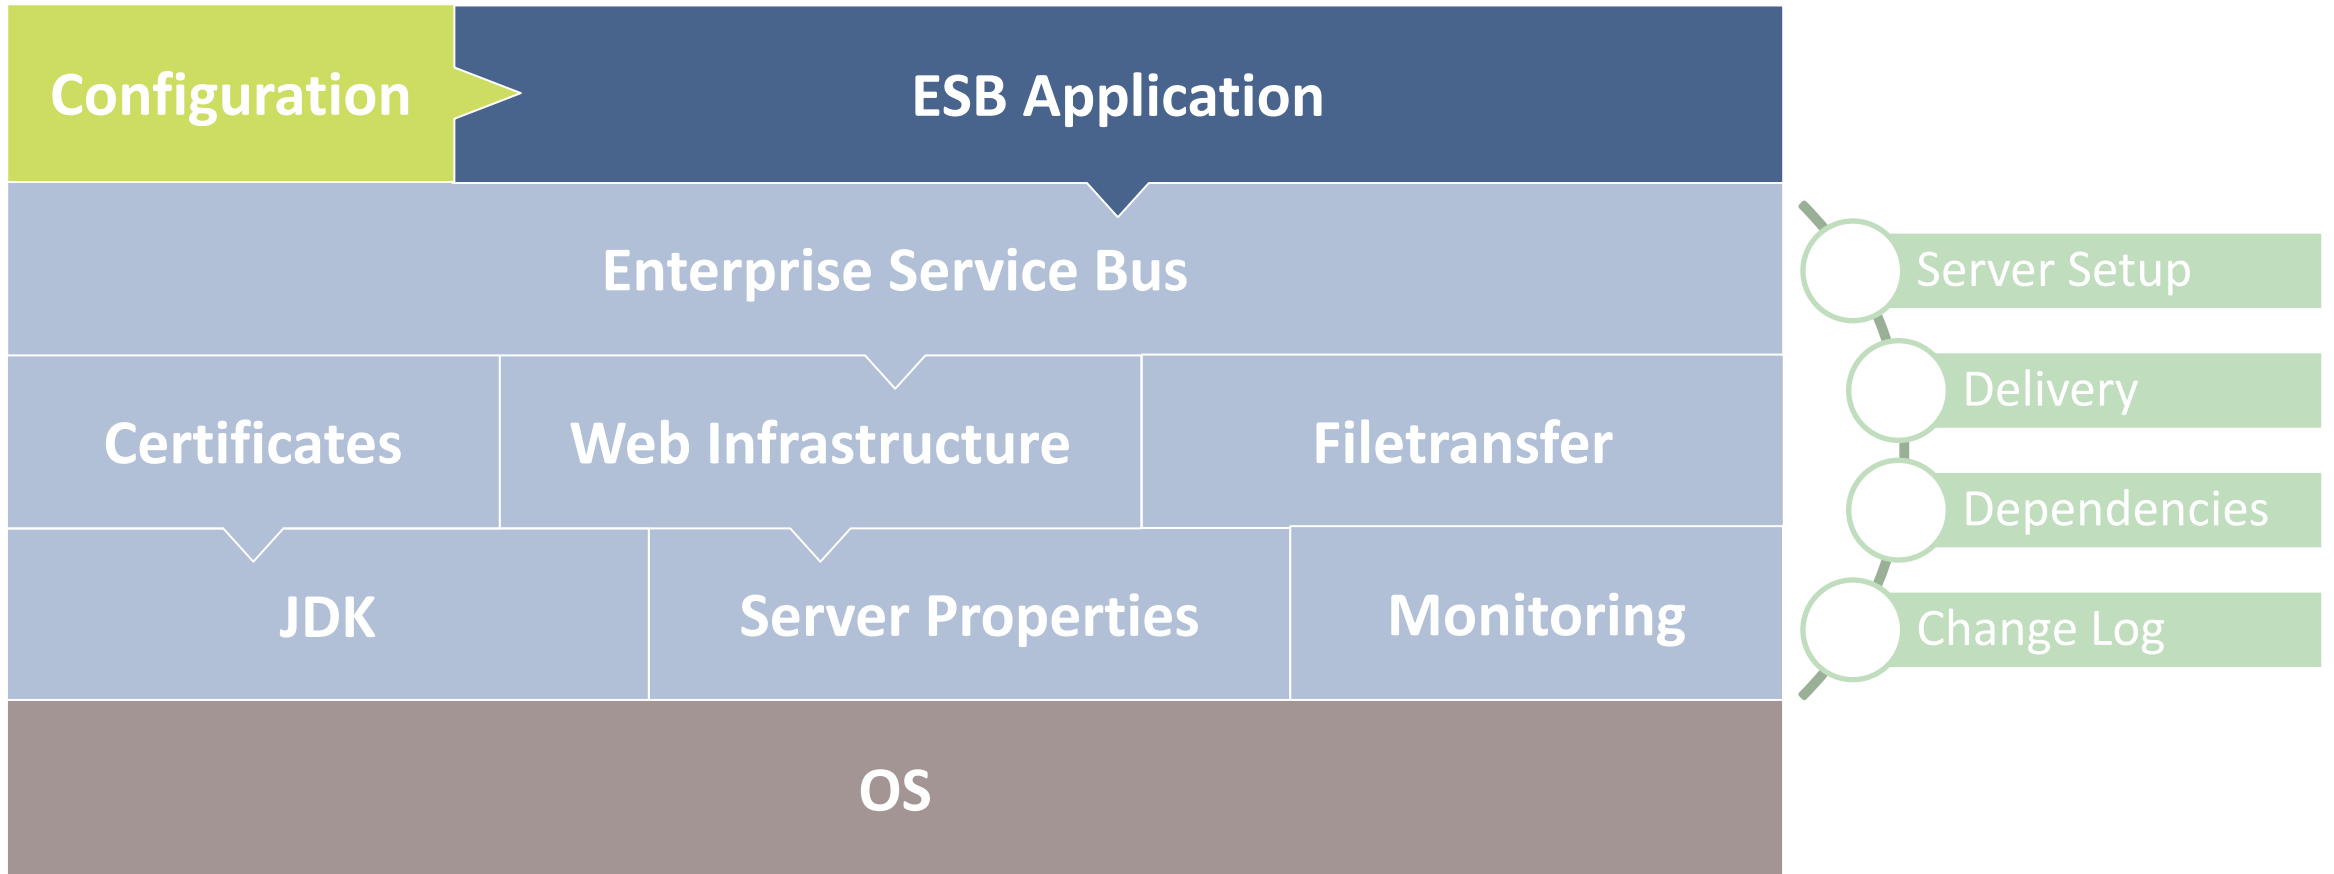 Configuration
ESB Application
Enterprise Service Bus
Certificates
Web Infrastructure
Filetransfer
JDK
Server Properties
Monitoring
OS
Server Setup
Delivery
Dependencies
Change Log